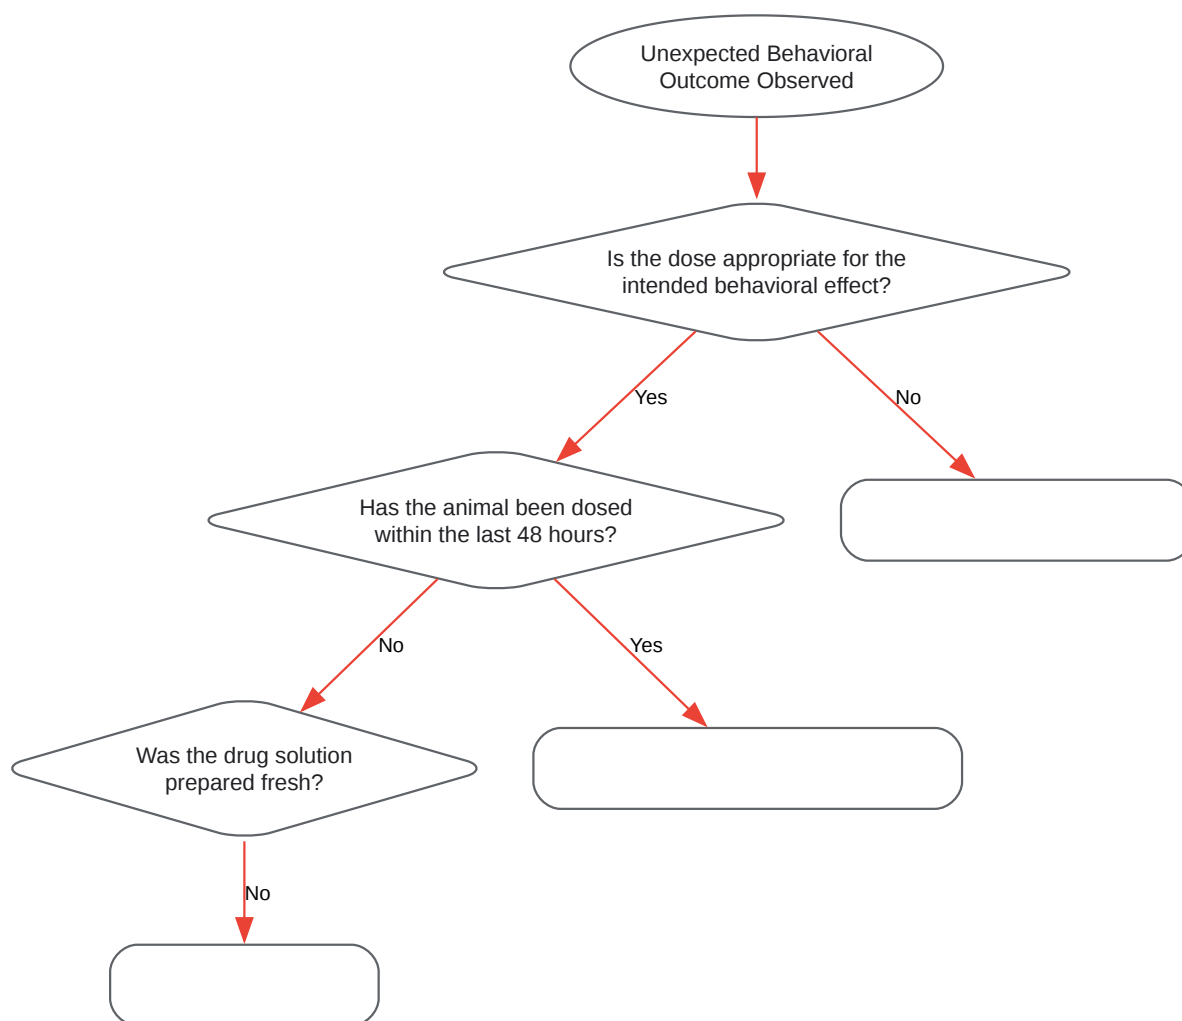 Unexpected Behavioral
Outcome Observed
Is the dose appropriate for the
intended behavioral effect?
Yes
No
Has the animal been dosed
within the last 48 hours?
No
Yes
Was the drug solution
prepared fresh?
No